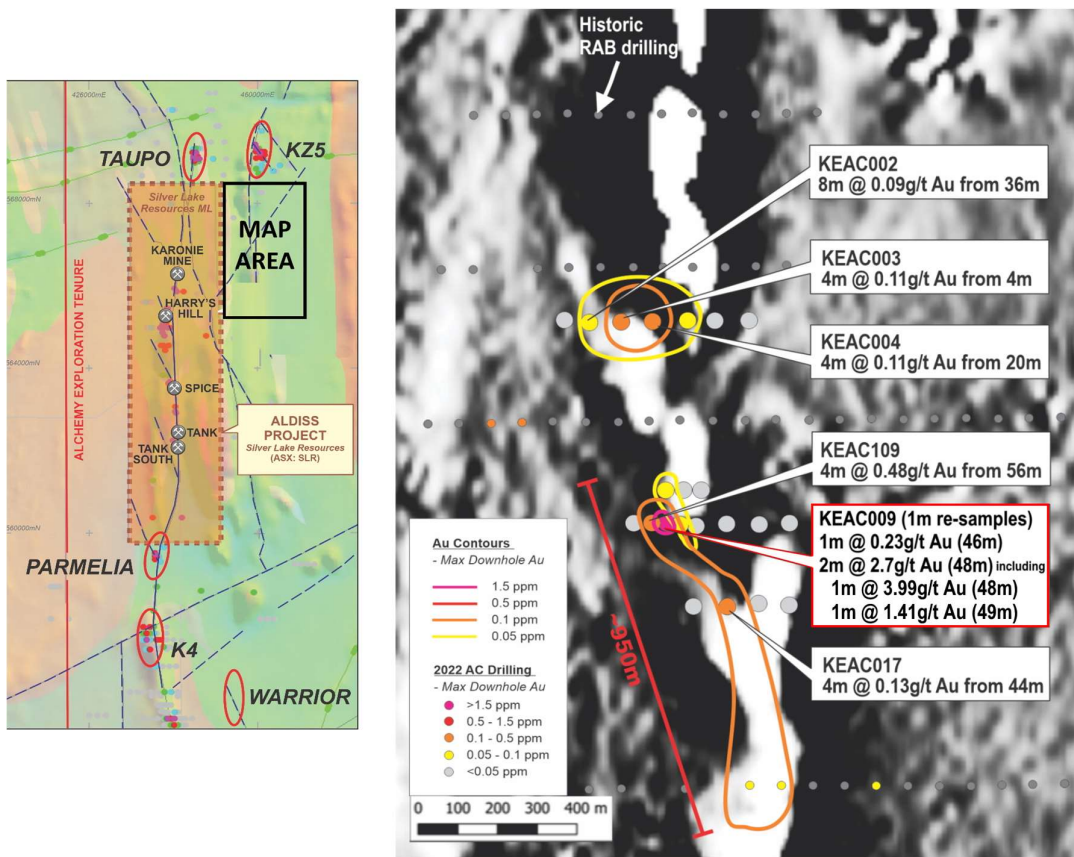 426000mE
460000mE
TAUPO
KZ5
568000mN
Silver Lake
Resources ML
MAP
AREA
KARONIE
MINE
HARRY'S
HILL
ALCHEMY EXPLORATION TENURE
564000mN
SPICE
TANK
TANK
SOUTH
ALDISS
PROJECT
Silver Lake Resources
(ASX: SLR)
560000mN
PARMELIA
K4
WARRIOR
Historic
RAB drilling
KEAC002
8m @ 0.09g/t Au from 36m
KEAC003
4m @ 0.11g/t Au from 4m
KEAC004
4m @ 0.11g/t Au from 20m
KEAC109
4m @ 0.48g/t Au from 56m
KEAC009 (1m re-samples)
1m @ 0.23g/t Au (46m)
2m @ 2.7g/t Au (48m) including
1m @ 3.99g/t Au (48m)
1m @ 1.41g/t Au (49m)
KEAC017
4m @ 0.13g/t Au from 44m
~950m
Au Contours
- Max Downhole Au
1.5 ppm
0.5 ppm
0.1 ppm
0.05 ppm
2022 AC Drilling
- Max Downhole Au
>1.5 ppm
0.5 - 1.5 ppm
0.1 - 0.5 ppm
0.05 - 0.1 ppm
<0.05 ppm
0 100 200 300 400 m